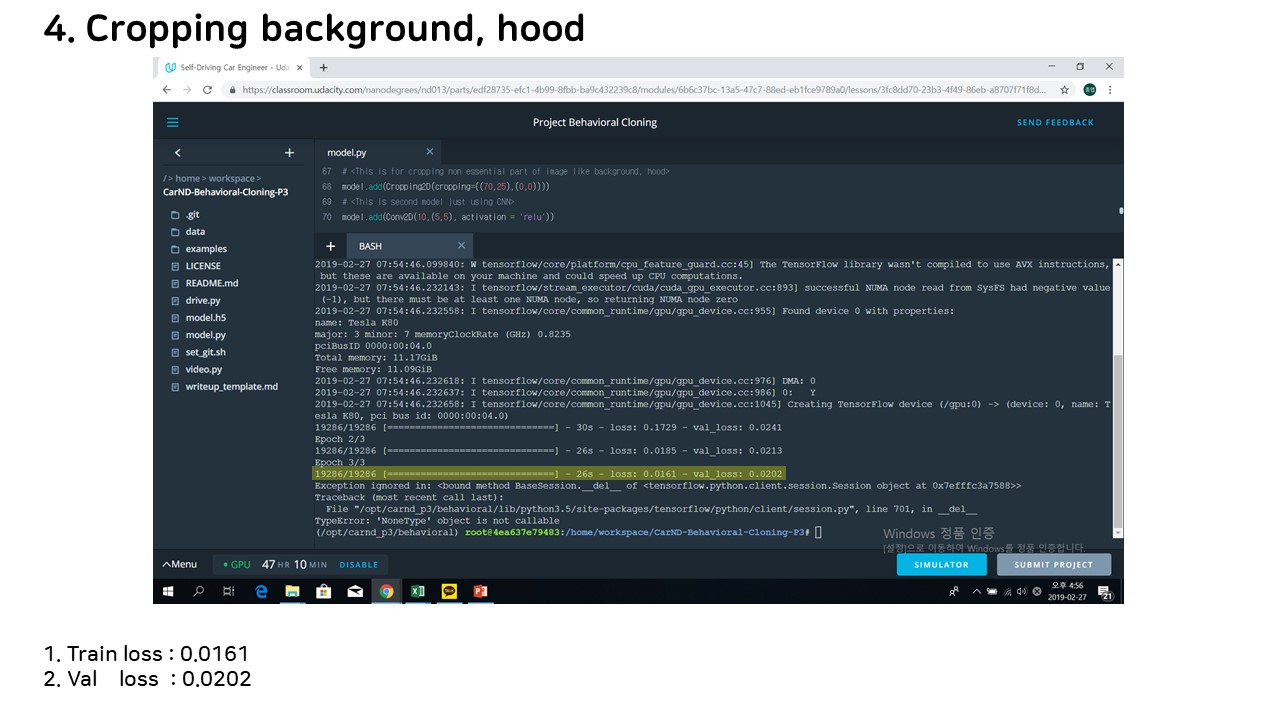 4. Cropping background, hood
Self-Driving Car Engineer - Uda
https://classroom.udacity.com/nanodegrees/nd013/parts/edf28735-efc1-4b99-8fbb-ba9c432239c8/modules/6b6c37bc-13a5-47c7-88ed-eb1fce9789a0/lessons/3fc8dd70-23b3-4f49-86eb-a8707f71f8d...
Project Behavioral Cloning
SEND FEEDBACK
/ > home > workspace >
CarND-Behavioral-Cloning-P3
.git
data
examples
LICENSE
README.md
drive.py
model.h5
model.py
set_git.sh
video.py
writeup_template.md
model.py
67 # <This is for cropping non essential part of image like background, hood>
68 model.add(Cropping2D(cropping=((70,25),(0,0))))
69 # <This is second model just using CNN>
70 model.add(Conv2D(10,(5,5), activation = 'relu'))
BASH
2019-02-27 07:54:46.099840: W tensorflow/core/platform/cpu_feature_guard.cc:45] The TensorFlow library wasn't compiled to use AVX instructions,
but these are available on your machine and could speed up CPU computations.
2019-02-27 07:54:46.232143: I tensorflow/stream_executor/cuda/cuda_gpu_executor.cc:893] successful NUMA node read from SysFS had negative value
(-1), but there must be at least one NUMA node, so returning NUMA node zero
2019-02-27 07:54:46.232558: I tensorflow/core/common_runtime/gpu/gpu_device.cc:955] Found device 0 with properties:
name: Tesla K80
major: 3 minor: 7 memoryClockRate (GHz) 0.8235
pciBusID 0000:00:04.0
Total memory: 11.17GiB
Free memory: 11.09GiB
2019-02-27 07:54:46.232618: I tensorflow/core/common_runtime/gpu/gpu_device.cc:976] DMA: 0
2019-02-27 07:54:46.232637: I tensorflow/core/common_runtime/gpu/gpu_device.cc:986] 0:   Y
2019-02-27 07:54:46.232658: I tensorflow/core/common_runtime/gpu/gpu_device.cc:1045] Creating TensorFlow device (/gpu:0) -> (device: 0, name: T
esla K80, pci bus id: 0000:00:04.0)
19286/19286 [==============================] - 30s - loss: 0.1729 - val_loss: 0.0241
Epoch 2/3
19286/19286 [==============================] - 26s - loss: 0.0185 - val_loss: 0.0213
Epoch 3/3
19286/19286 [==============================] - 26s - loss: 0.0161 - val_loss: 0.0202
Exception ignored in: <bound method BaseSession.__del__ of <tensorflow.python.client.session.Session object at 0x7efffc3a7588>>
Traceback (most recent call last):
File "/opt/carnd_p3/behavioral/lib/python3.5/site-packages/tensorflow/python/client/session.py", line 701, in __del__
TypeError: 'NoneType' object is not callable
(/opt/carnd_p3/behavioral) root@4ea637e79483:/home/workspace/CarND-Behavioral-Cloning-P3#
Windows 정품 인증
[설정]으로 이동하여 Windows를 정품 인증합니다.
Menu
GPU 47 HR 10 MIN DISABLE
SIMULATOR
SUBMIT PROJECT
오후 4:56
2019-02-27
21
1. Train loss : 0.0161
2. Val loss : 0.0202